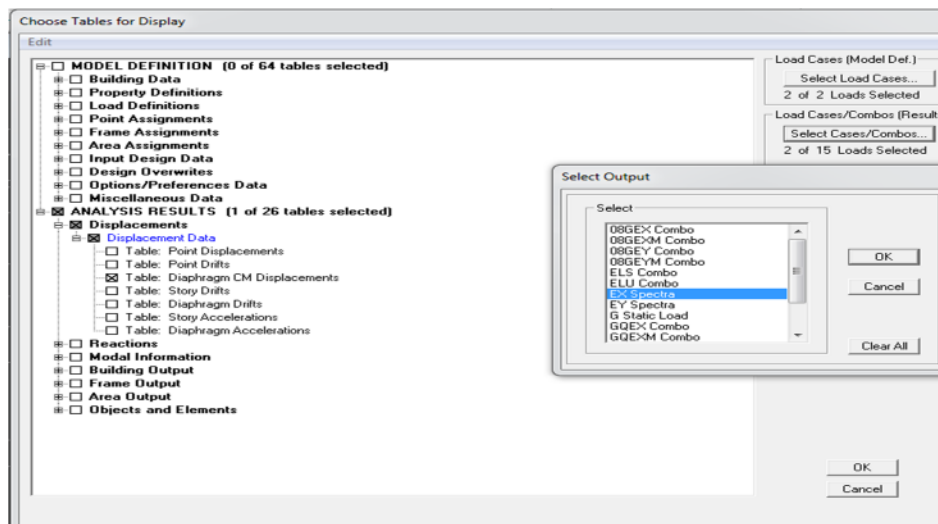 Choose Tables for Display
Edit
MODEL DEFINITION (0 of 64 tables selected)
Building Data
Property Definitions
Load Definitions
Point Assignments
Frame Assignments
Area Assignments
Input Design Data
Design Overwrites
Options/Preferences Data
Miscellaneous Data
ANALYSIS RESULTS (1 of 26 tables selected)
Displacements
Displacement Data
Table: Point Displacements
Table: Point Drifts
Table: Diaphragm CM Displacements
Table: Story Drifts
Table: Diaphragm Drifts
Table: Story Accelerations
Table: Diaphragm Accelerations
Reactions
Modal Information
Building Output
Frame Output
Area Output
Objects and Elements
Load Cases (Model Def.)
Select Load Cases...
2 of 2 Loads Selected
Load Cases/Combos (Result
Select Cases/Combos...
2 of 15 Loads Selected
Select Output
Select
08GEX Combo
08GEXM Combo
08GEY Combo
08GEYM Combo
ELS Combo
ELU Combo
EX Spectra
EY Spectra
G Static Load
GQEX Combo
GQEXM Combo
OK
Cancel
Clear All
OK
Cancel